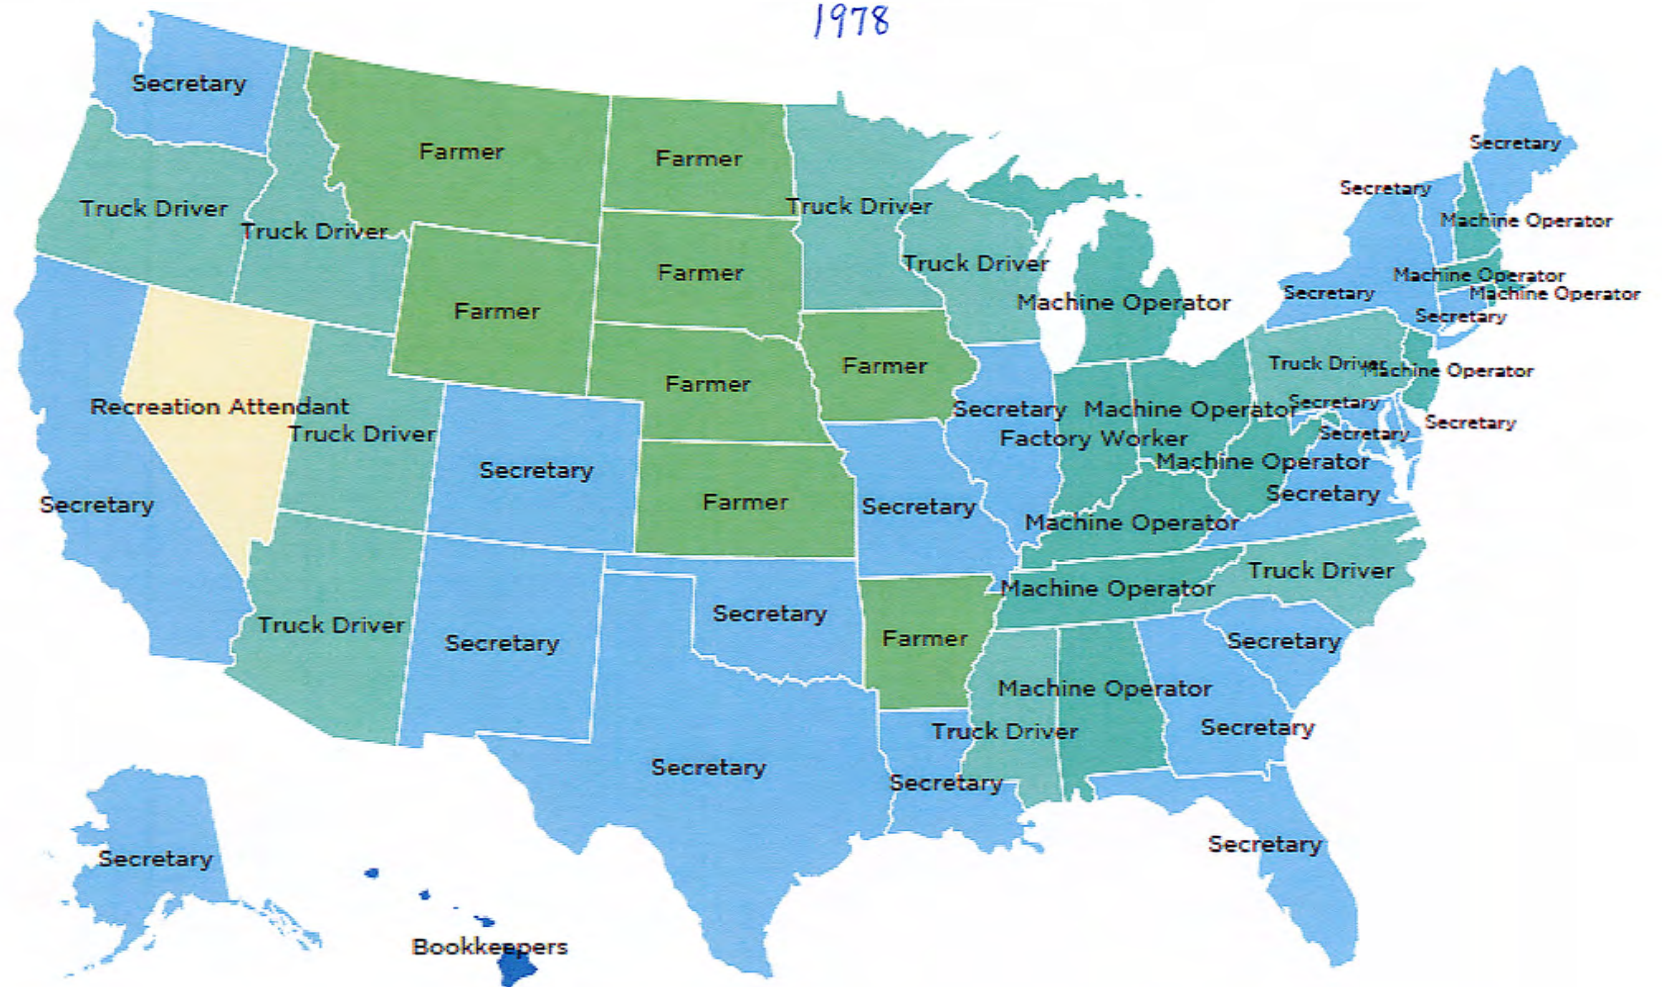 1978
Secretary
Secretary
Farmer
Farmer
Secretary
Truck Driver
Truck Driver
Truck Driver
Machine Operator
Truck Driver
Farmer
Machine Operator
Secretary
Machine Operator
Machine Operator
Farmer
Secretary
Truck Driver
Machine Operator
Farmer
Farmer
Secretary
Recreation Attendant
Secretary
Machine Operator
Secretary
Truck Driver
Factory Worker
Secretary
Machine Operator
Secretary
Secretary
Farmer
Secretary
Secretary
Machine Operator
Truck Driver
Machine Operator
Truck Driver
Secretary
Secretary
Farmer
Secretary
Machine Operator
Truck Driver
Secretary
Secretary
Secretary
Secretary
Secretary
Bookkeepers